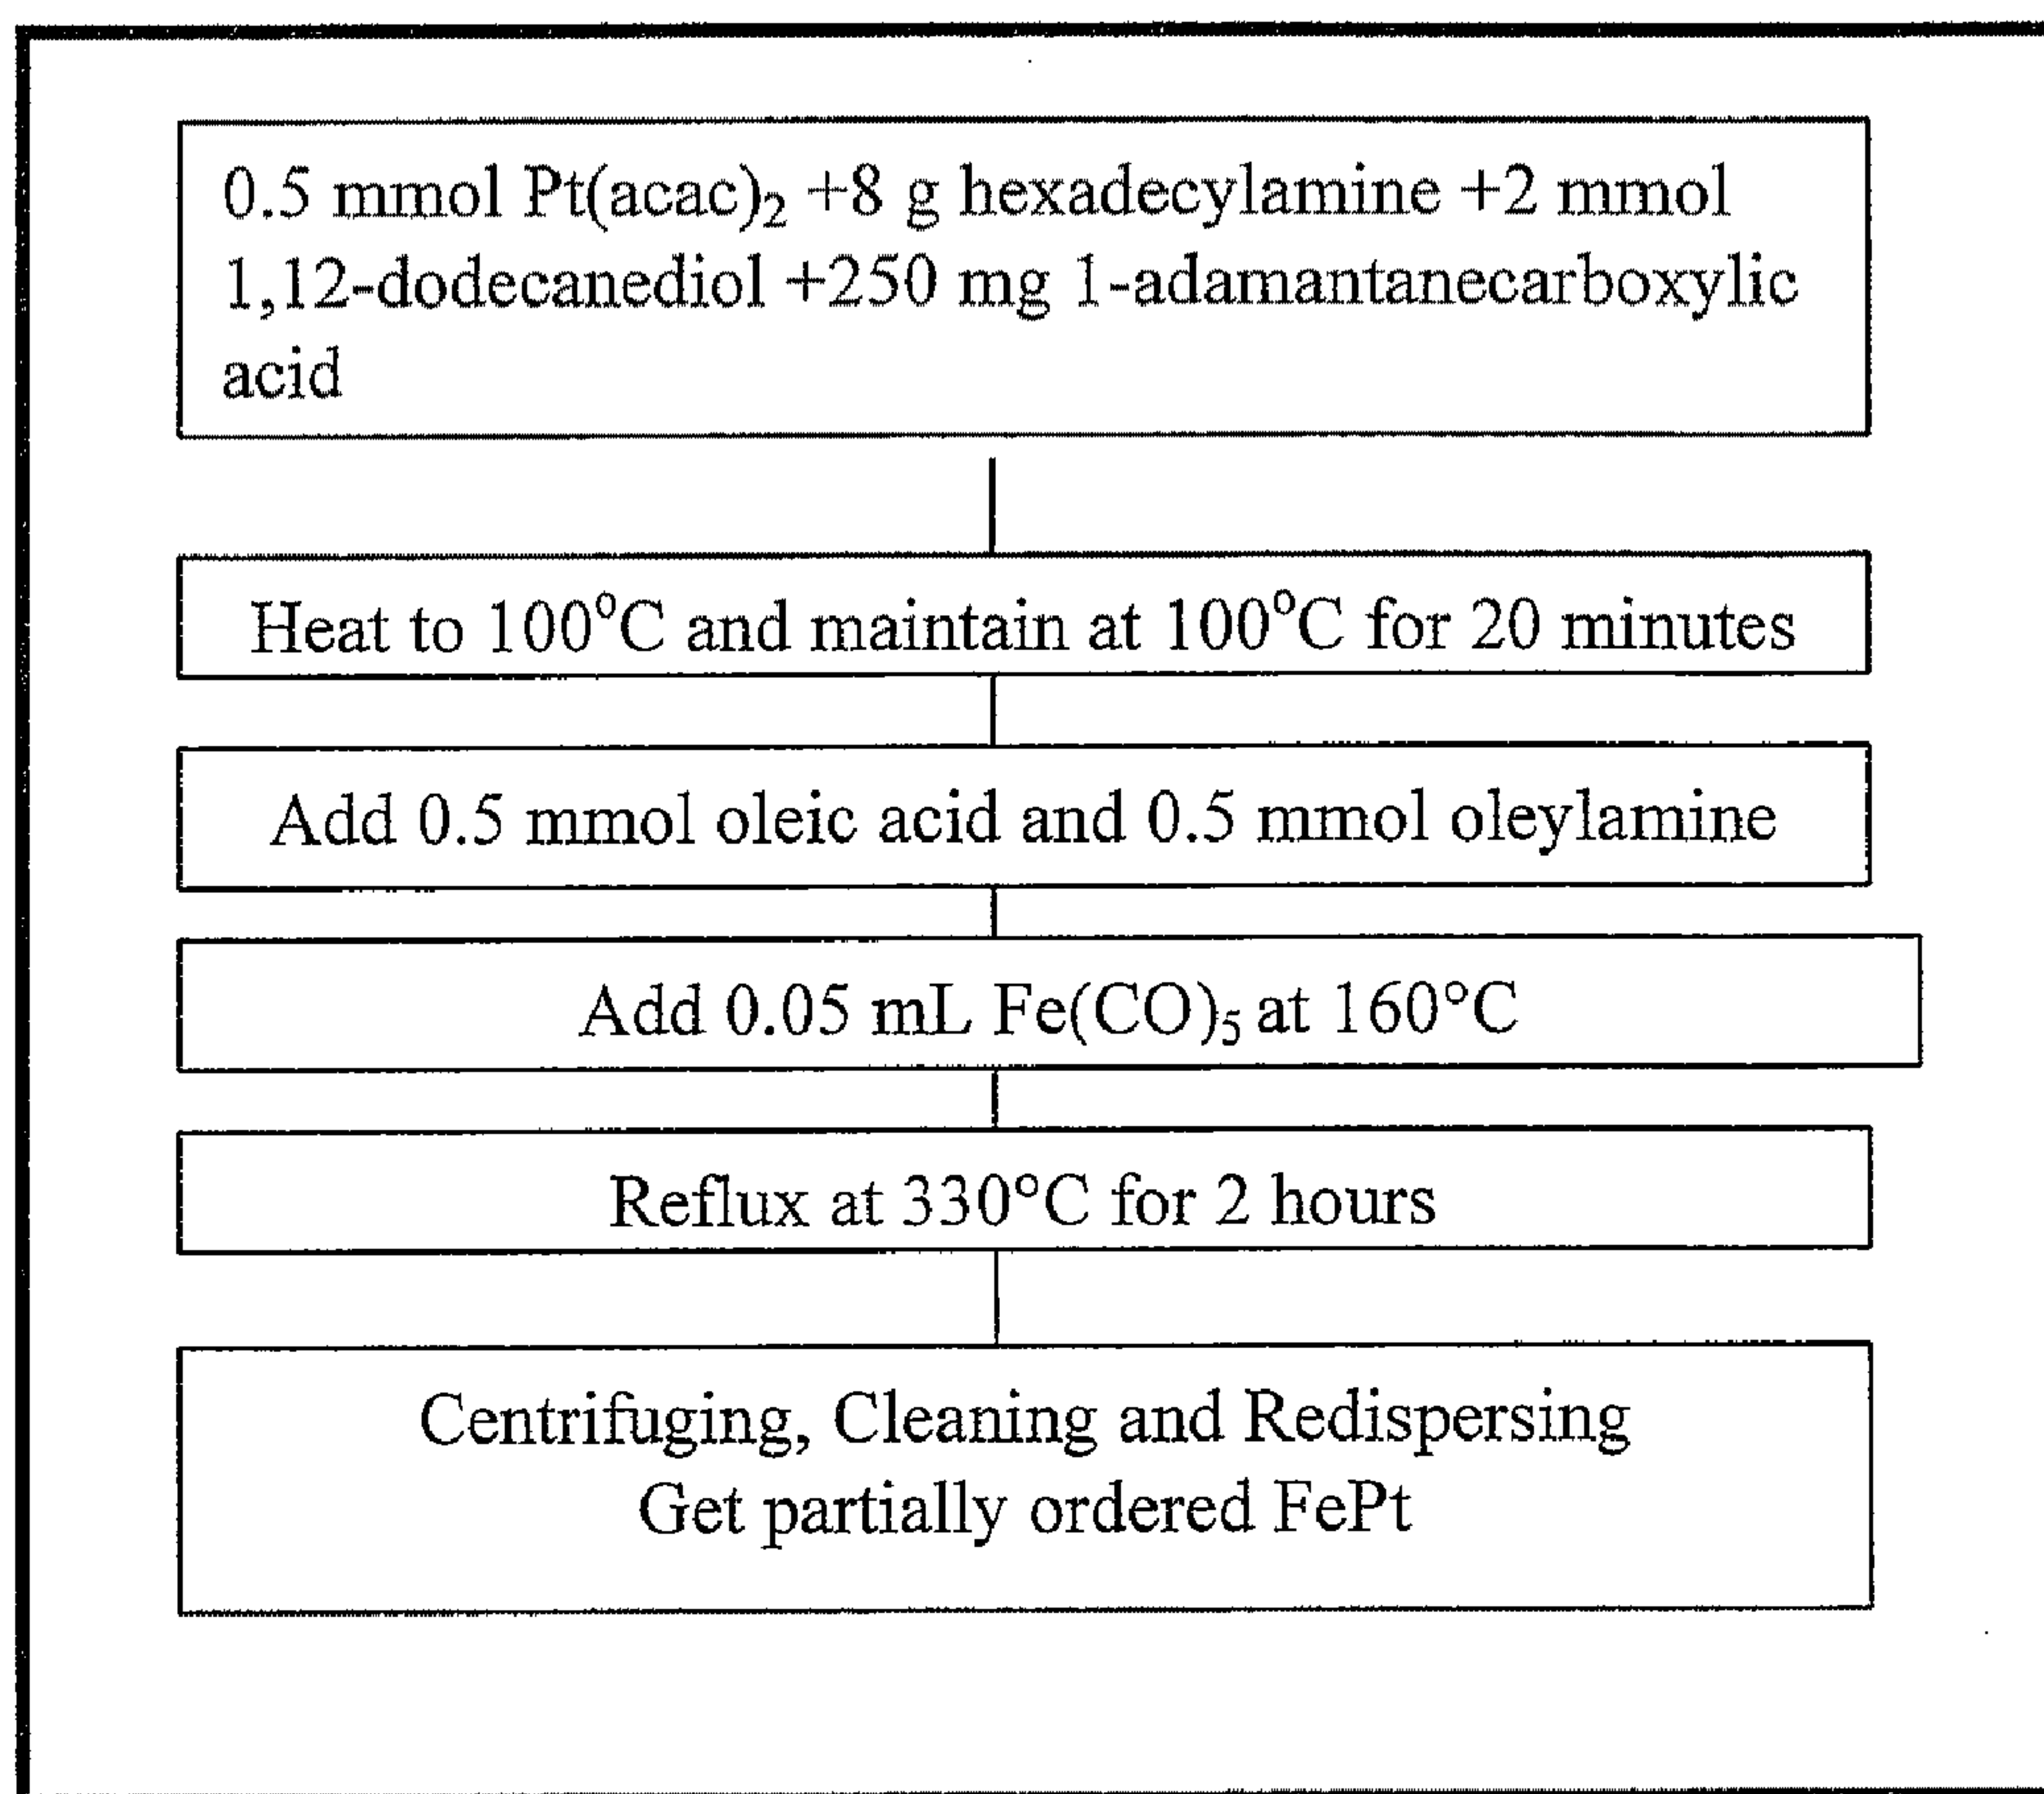 0.5 mmol Pt(acac)₂ +8 g hexadecylamine +2 mmol
1,12-dodecanediol +250 mg 1-adamantanecarboxylic
acid
Heat to 100°C and maintain at 100°C for 20 minutes
Add 0.5 mmol oleic acid and 0.5 mmol oleylamine
Add 0.05 mL Fe(CO)₅ at 160°C
Reflux at 330°C for 2 hours
Centrifuging, Cleaning and Redispersing
Get partially ordered FePt